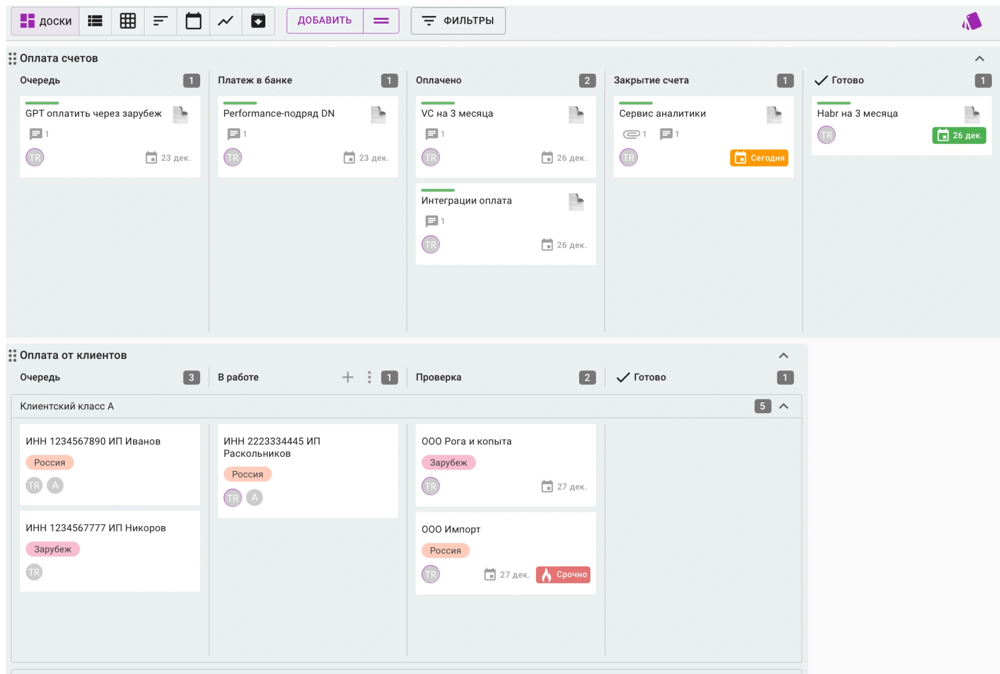 ДОСКИ
ДОБАВИТЬ
ФИЛЬТРЫ
Оплата счетов
Очередь 1
Платеж в банке 1
Оплачено 2
Закрытие счета 1
Готово 1
GPT оплатить через зарубеж
1
TR 23 дек.
Performance-подряд DN
1
TR 23 дек.
VC на 3 месяца
1
TR 26 дек.
Интеграции оплата
1
TR 26 дек.
Сервис аналитики
1 1
TR Сегодня
Habr на 3 месяца
TR 26 дек.
Оплата от клиентов
Очередь 3
В работе 1
Проверка 2
Готово 1
Клиентский класс А 5
ИНН 1234567890 ИП Иванов
Россия
TR A
ИНН 1234567777 ИП Никоров
Зарубеж
TR
ИНН 2223334445 ИП
Раскольников
Россия
TR A
ООО Рога и копыта
Зарубеж
TR 27 дек.
ООО Импорт
Россия
TR 27 дек. Срочно